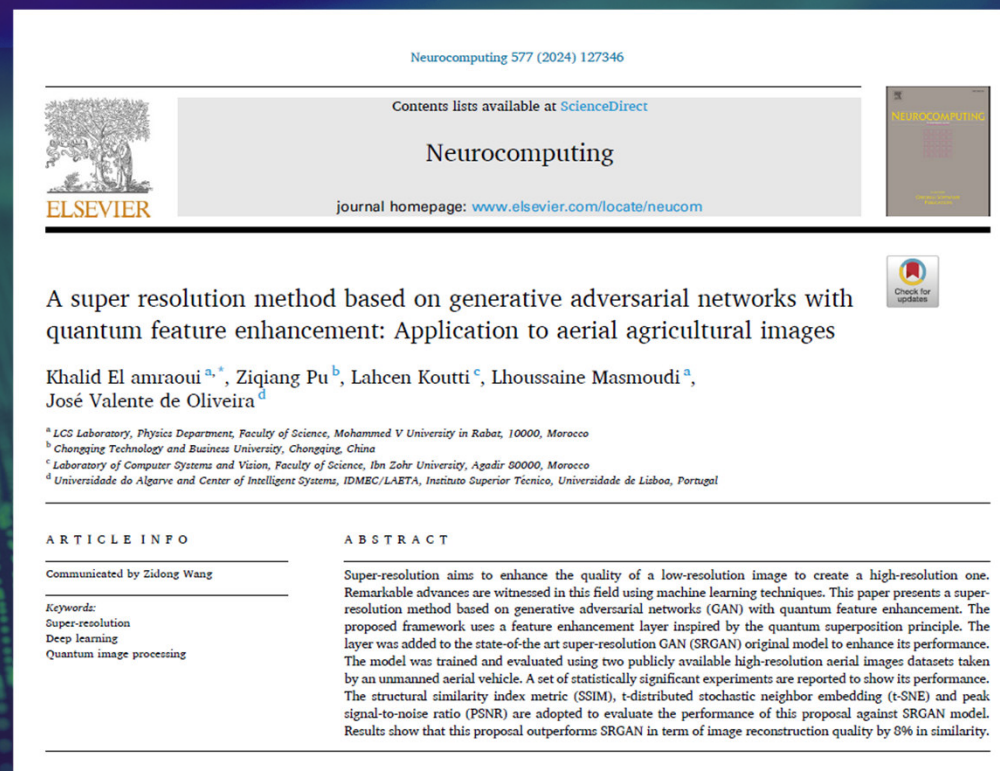 Neurocomputing 577 (2024) 127346
Contents lists available at ScienceDirect
Neurocomputing
journal homepage: www.elsevier.com/locate/neucom
ELSEVIER
NEUROCOMPUTING
Check for
updates
A super resolution method based on generative adversarial networks with
quantum feature enhancement: Application to aerial agricultural images
Khalid El amraoui a,*, Ziqiang Pu b, Lahcen Koutti c, Lhoussaine Masmoudi a,
José Valente de Oliveira d
a LCS Laboratory, Physics Department, Faculty of Science, Mohammed V University in Rabat, 10000, Morocco
b Chongqing Technology and Business University, Chongqing, China
c Laboratory of Computer Systems and Vision, Faculty of Science, Ibn Zohr University, Agadir 80000, Morocco
d Universidade do Algarve and Center of Intelligent Systems, IDMEC/LAETA, Instituto Superior Técnico, Universidade de Lisboa, Portugal
ARTICLE INFO
Communicated by Zidong Wang
Keywords:
Super-resolution
Deep learning
Quantum image processing
ABSTRACT
Super-resolution aims to enhance the quality of a low-resolution image to create a high-resolution one.
Remarkable advances are witnessed in this field using machine learning techniques. This paper presents a super-
resolution method based on generative adversarial networks (GAN) with quantum feature enhancement. The
proposed framework uses a feature enhancement layer inspired by the quantum superposition principle. The
layer was added to the state-of-the art super-resolution GAN (SRGAN) original model to enhance its performance.
The model was trained and evaluated using two publicly available high-resolution aerial images datasets taken
by an unmanned aerial vehicle. A set of statistically significant experiments are reported to show its performance.
The structural similarity index metric (SSIM), t-distributed stochastic neighbor embedding (t-SNE) and peak
signal-to-noise ratio (PSNR) are adopted to evaluate the performance of this proposal against SRGAN model.
Results show that this proposal outperforms SRGAN in term of image reconstruction quality by 8% in similarity.